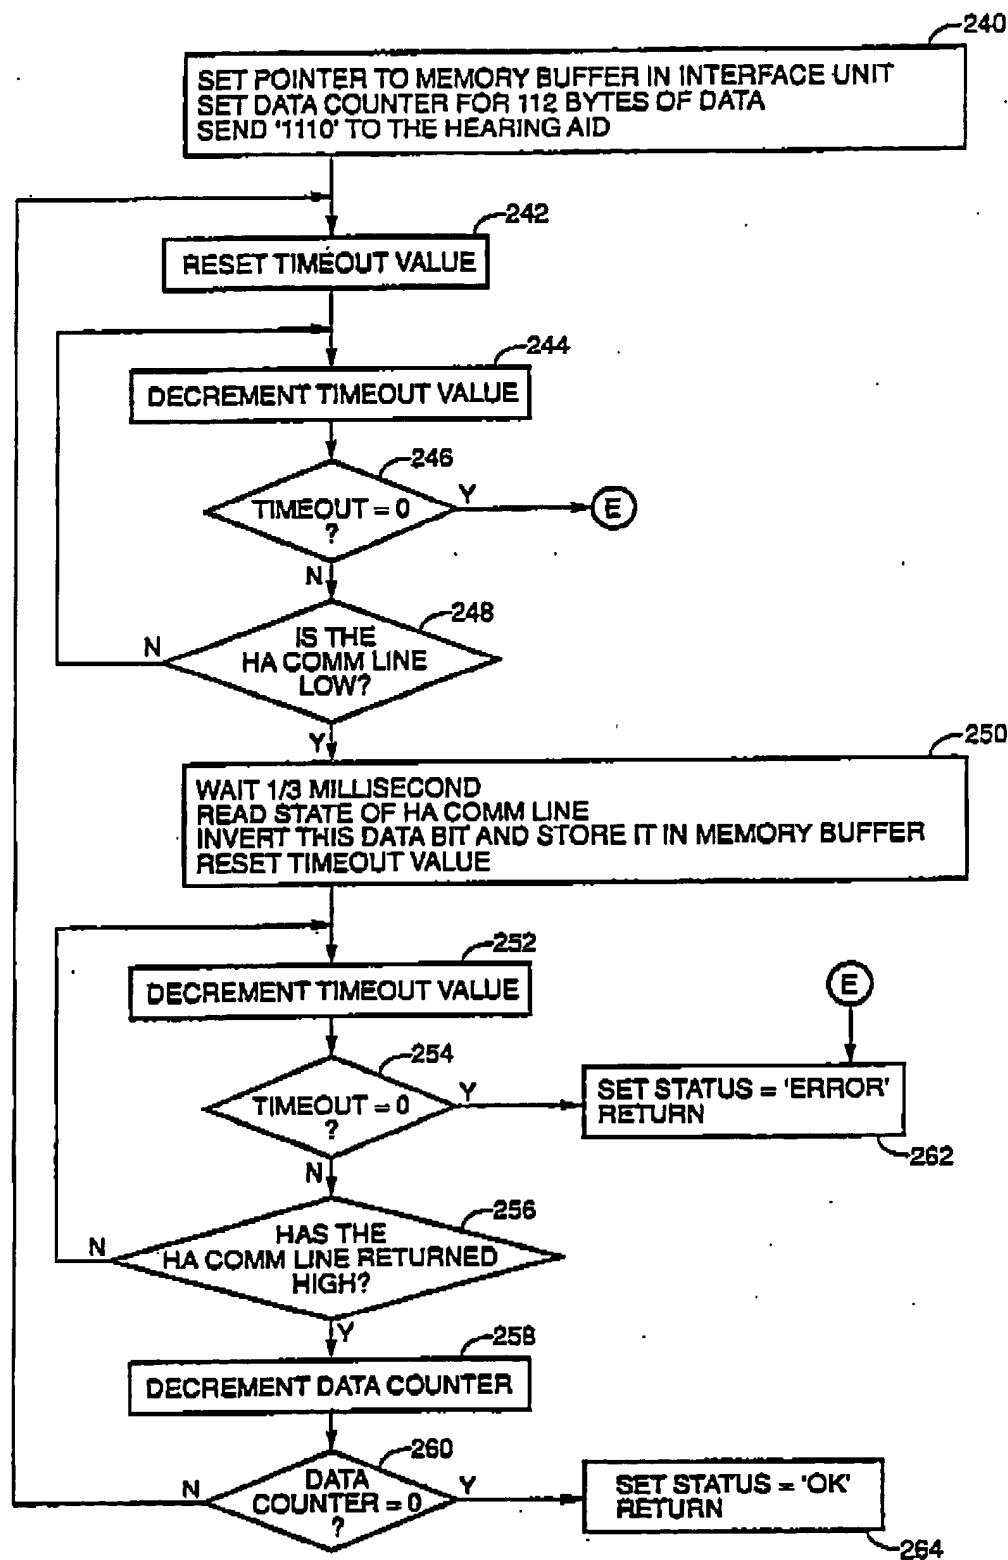 240
SET POINTER TO MEMORY BUFFER IN INTERFACE UNIT
SET DATA COUNTER FOR 112 BYTES OF DATA
SEND '1110' TO THE HEARING AID
242
RESET TIMEOUT VALUE
244
DECREMENT TIMEOUT VALUE
246
TIMEOUT = 0
?
Y
E
N
248
IS THE
HA COMM LINE
LOW?
N
Y
250
WAIT 1/3 MILLISECOND
READ STATE OF HA COMM LINE
INVERT THIS DATA BIT AND STORE IT IN MEMORY BUFFER
RESET TIMEOUT VALUE
252
DECREMENT TIMEOUT VALUE
E
254
TIMEOUT = 0
?
Y
SET STATUS = 'ERROR'
RETURN
262
N
256
HAS THE
HA COMM LINE RETURNED
HIGH?
N
Y
258
DECREMENT DATA COUNTER
260
DATA
COUNTER = 0
?
N
Y
SET STATUS = 'OK'
RETURN
264